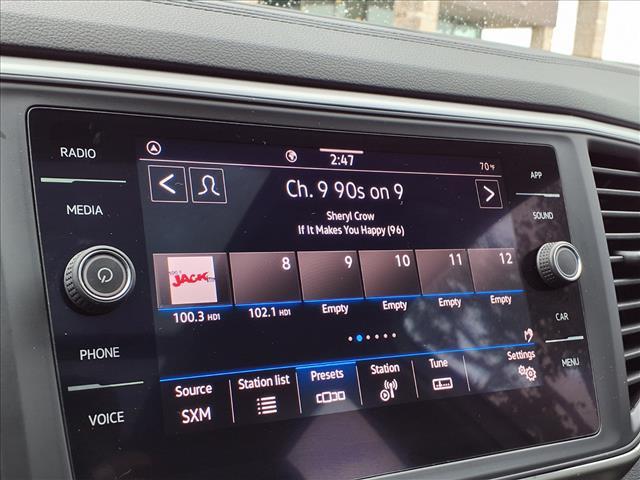 RADIO
MEDIA
PHONE
VOICE
2:47
70 °F
Ch. 9 90s on 9
Sheryl Crow
If It Makes You Happy (96)
100.3
JACK
8 9 10 11 12
100.3 HD1 102.1 HD1 Empty Empty Empty Empty
Source Station list Presets Station Tune Settings
SXM
APP
SOUND
CAR
MENU